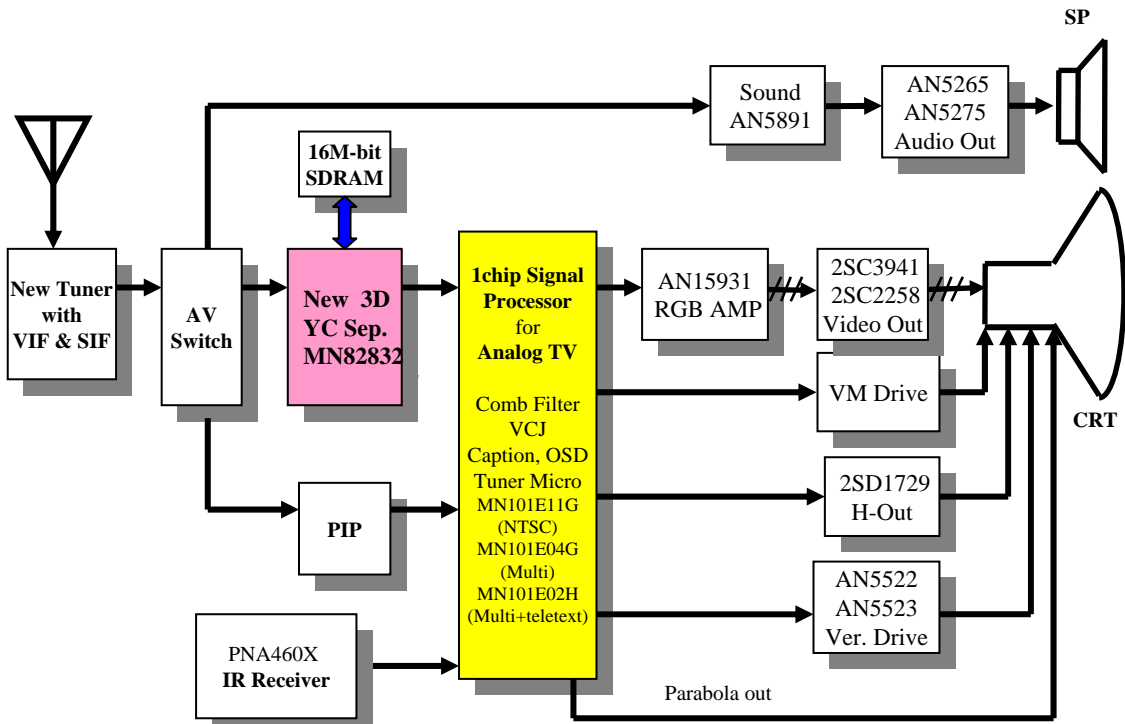 SP
Sound
AN5891
AN5265
AN5275
Audio Out
16M-bit
SDRAM
New Tuner
with
VIF & SIF
AV
Switch
New 3D
YC Sep.
MN82832
1chip Signal
Processor
for
Analog TV
Comb Filter
VCJ
Caption, OSD
Tuner Micro
MN101E11G
(NTSC)
MN101E04G
(Multi)
MN101E02H
(Multi+teletext)
AN15931
RGB AMP
2SC3941
2SC2258
Video Out
VM Drive
CRT
2SD1729
H-Out
PIP
AN5522
AN5523
Ver. Drive
PNA460X
IR Receiver
Parabola out